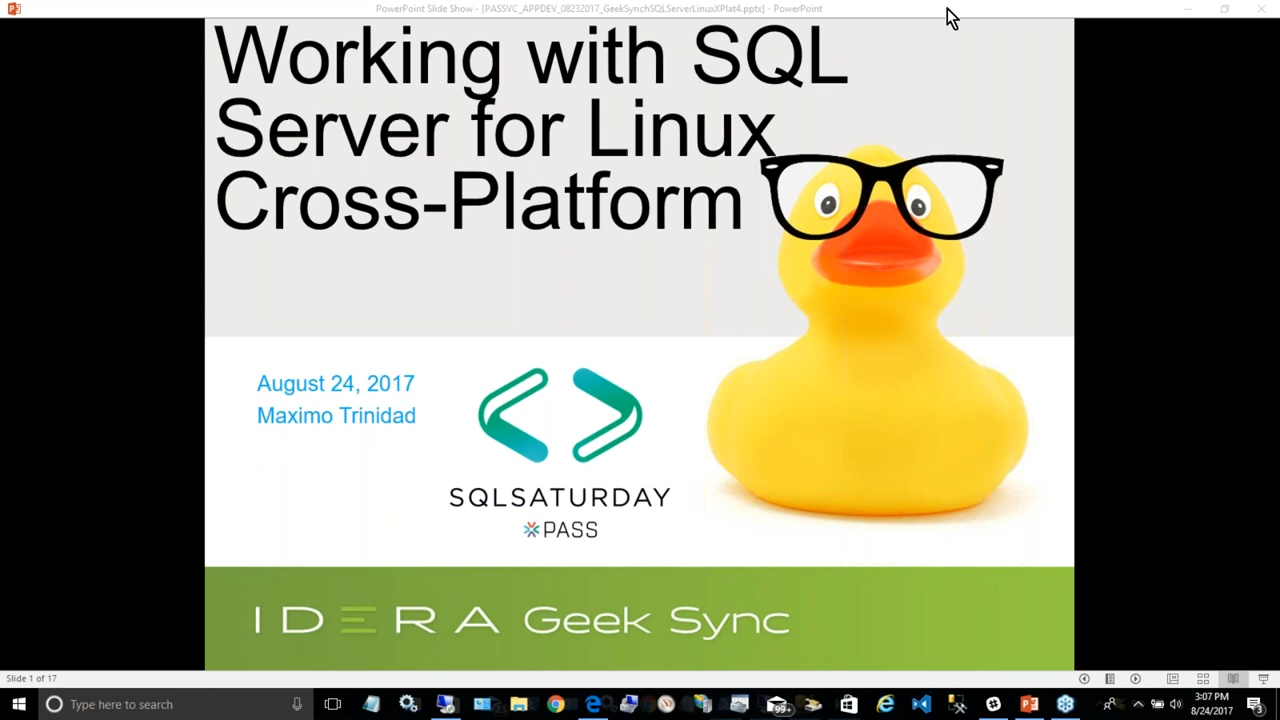 PowerPoint Slide Show - [PASSVC_APPDEV_08232017_GeekSynchSQLServerLinuxXPlat4.pptx] - PowerPoint
Working with SQL
Server for Linux
Cross-Platform
August 24, 2017
Maximo Trinidad
SQLSATURDAY
PASS
IDERA Geek Sync
Slide 1 of 17
Type here to search
99+
3:07 PM
8/24/2017
3